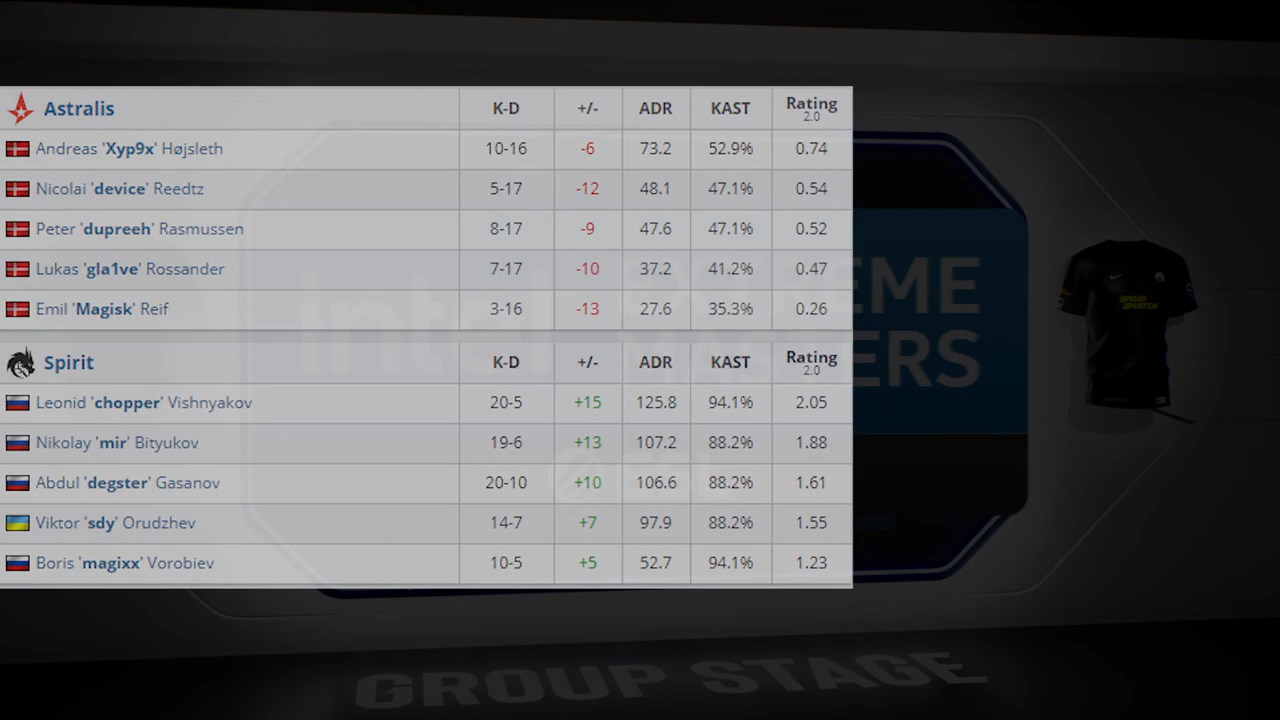 Astralis K-D +/- ADR KAST Rating 2.0
Andreas 'Xyp9x' Højsleth 10-16 -6 73.2 52.9% 0.74
Nicolai 'device' Reedtz 5-17 -12 48.1 47.1% 0.54
Peter 'dupreeh' Rasmussen 8-17 -9 47.6 47.1% 0.52
Lukas 'gla1ve' Rossander 7-17 -10 37.2 41.2% 0.47
Emil 'Magisk' Reif 3-16 -13 27.6 35.3% 0.26
Spirit K-D +/- ADR KAST Rating 2.0
Leonid 'chopper' Vishnyakov 20-5 +15 125.8 94.1% 2.05
Nikolay 'mir' Bityukov 19-6 +13 107.2 88.2% 1.88
Abdul 'degster' Gasanov 20-10 +10 106.6 88.2% 1.61
Viktor 'sdy' Orudzhev 14-7 +7 97.9 88.2% 1.55
Boris 'magixx' Vorobiev 10-5 +5 52.7 94.1% 1.23
intel EXTREME
MASTERS
ESL
PARI
MATCH
GROUP STAGE